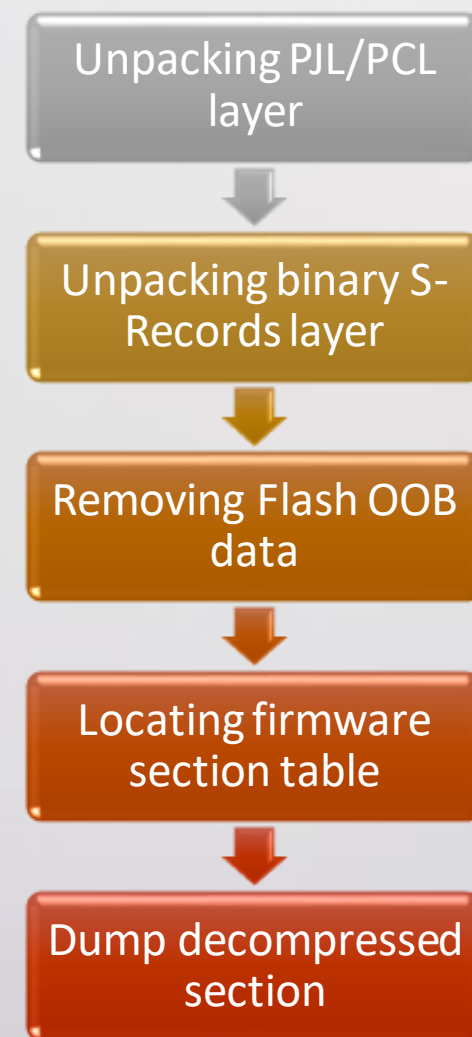 Unpacking PJL/PCL
layer
Unpacking binary S-
Records layer
Removing Flash OOB
data
Locating firmware
section table
Dump decompressed
section